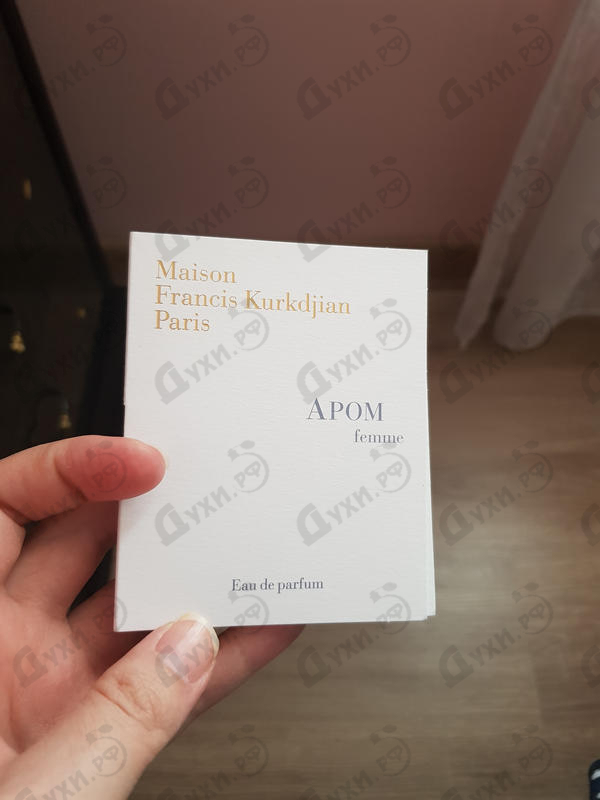 Maison
Francis Kurkdjian
Paris
APOM
femme
Eau de parfum
Духи.рф